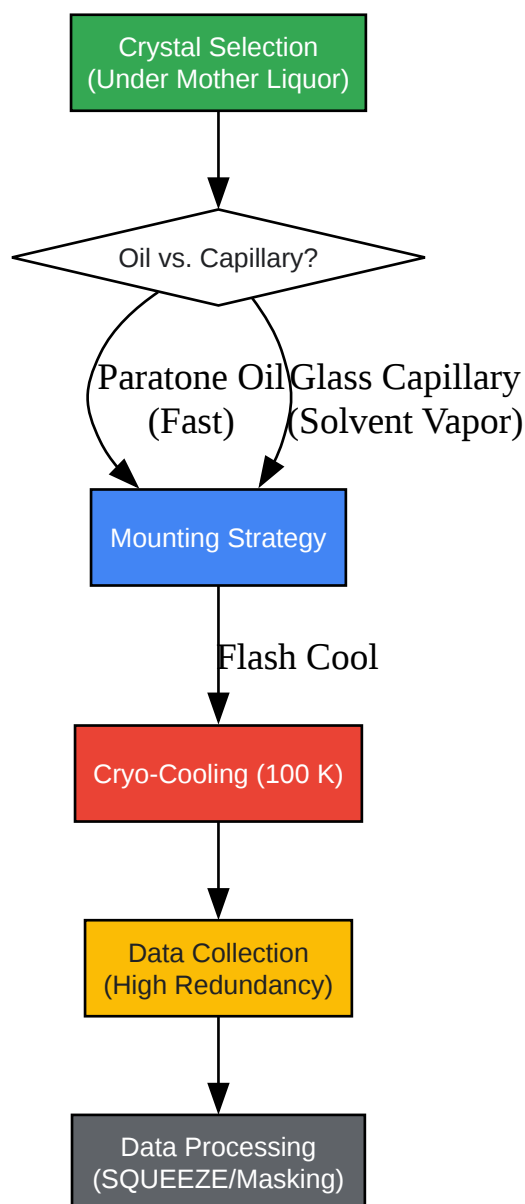 Crystal Selection
(Under Mother Liquor)
Oil vs. Capillary?
Paratone Oil
(Fast)
Glass Capillary
(Solvent Vapor)
Mounting Strategy
Flash Cool
Cryo-Cooling (100 K)
Data Collection
(High Redundancy)
Data Processing
(SQUEEZE/Masking)